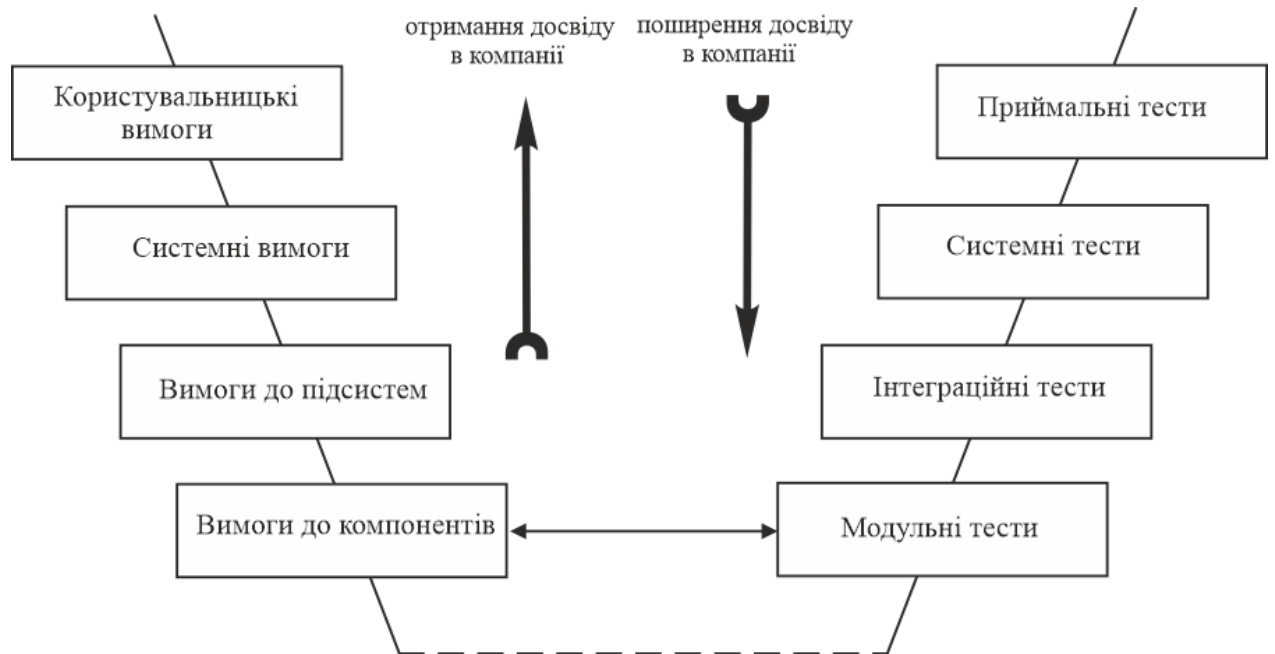 отримання досвіду
в компанії
поширення досвіду
в компанії
Користувальницькі
вимоги
Приймальні тести
Системні вимоги
Системні тести
Вимоги до підсистем
Інтеграційні тести
Вимоги до компонентів
Модульні тести